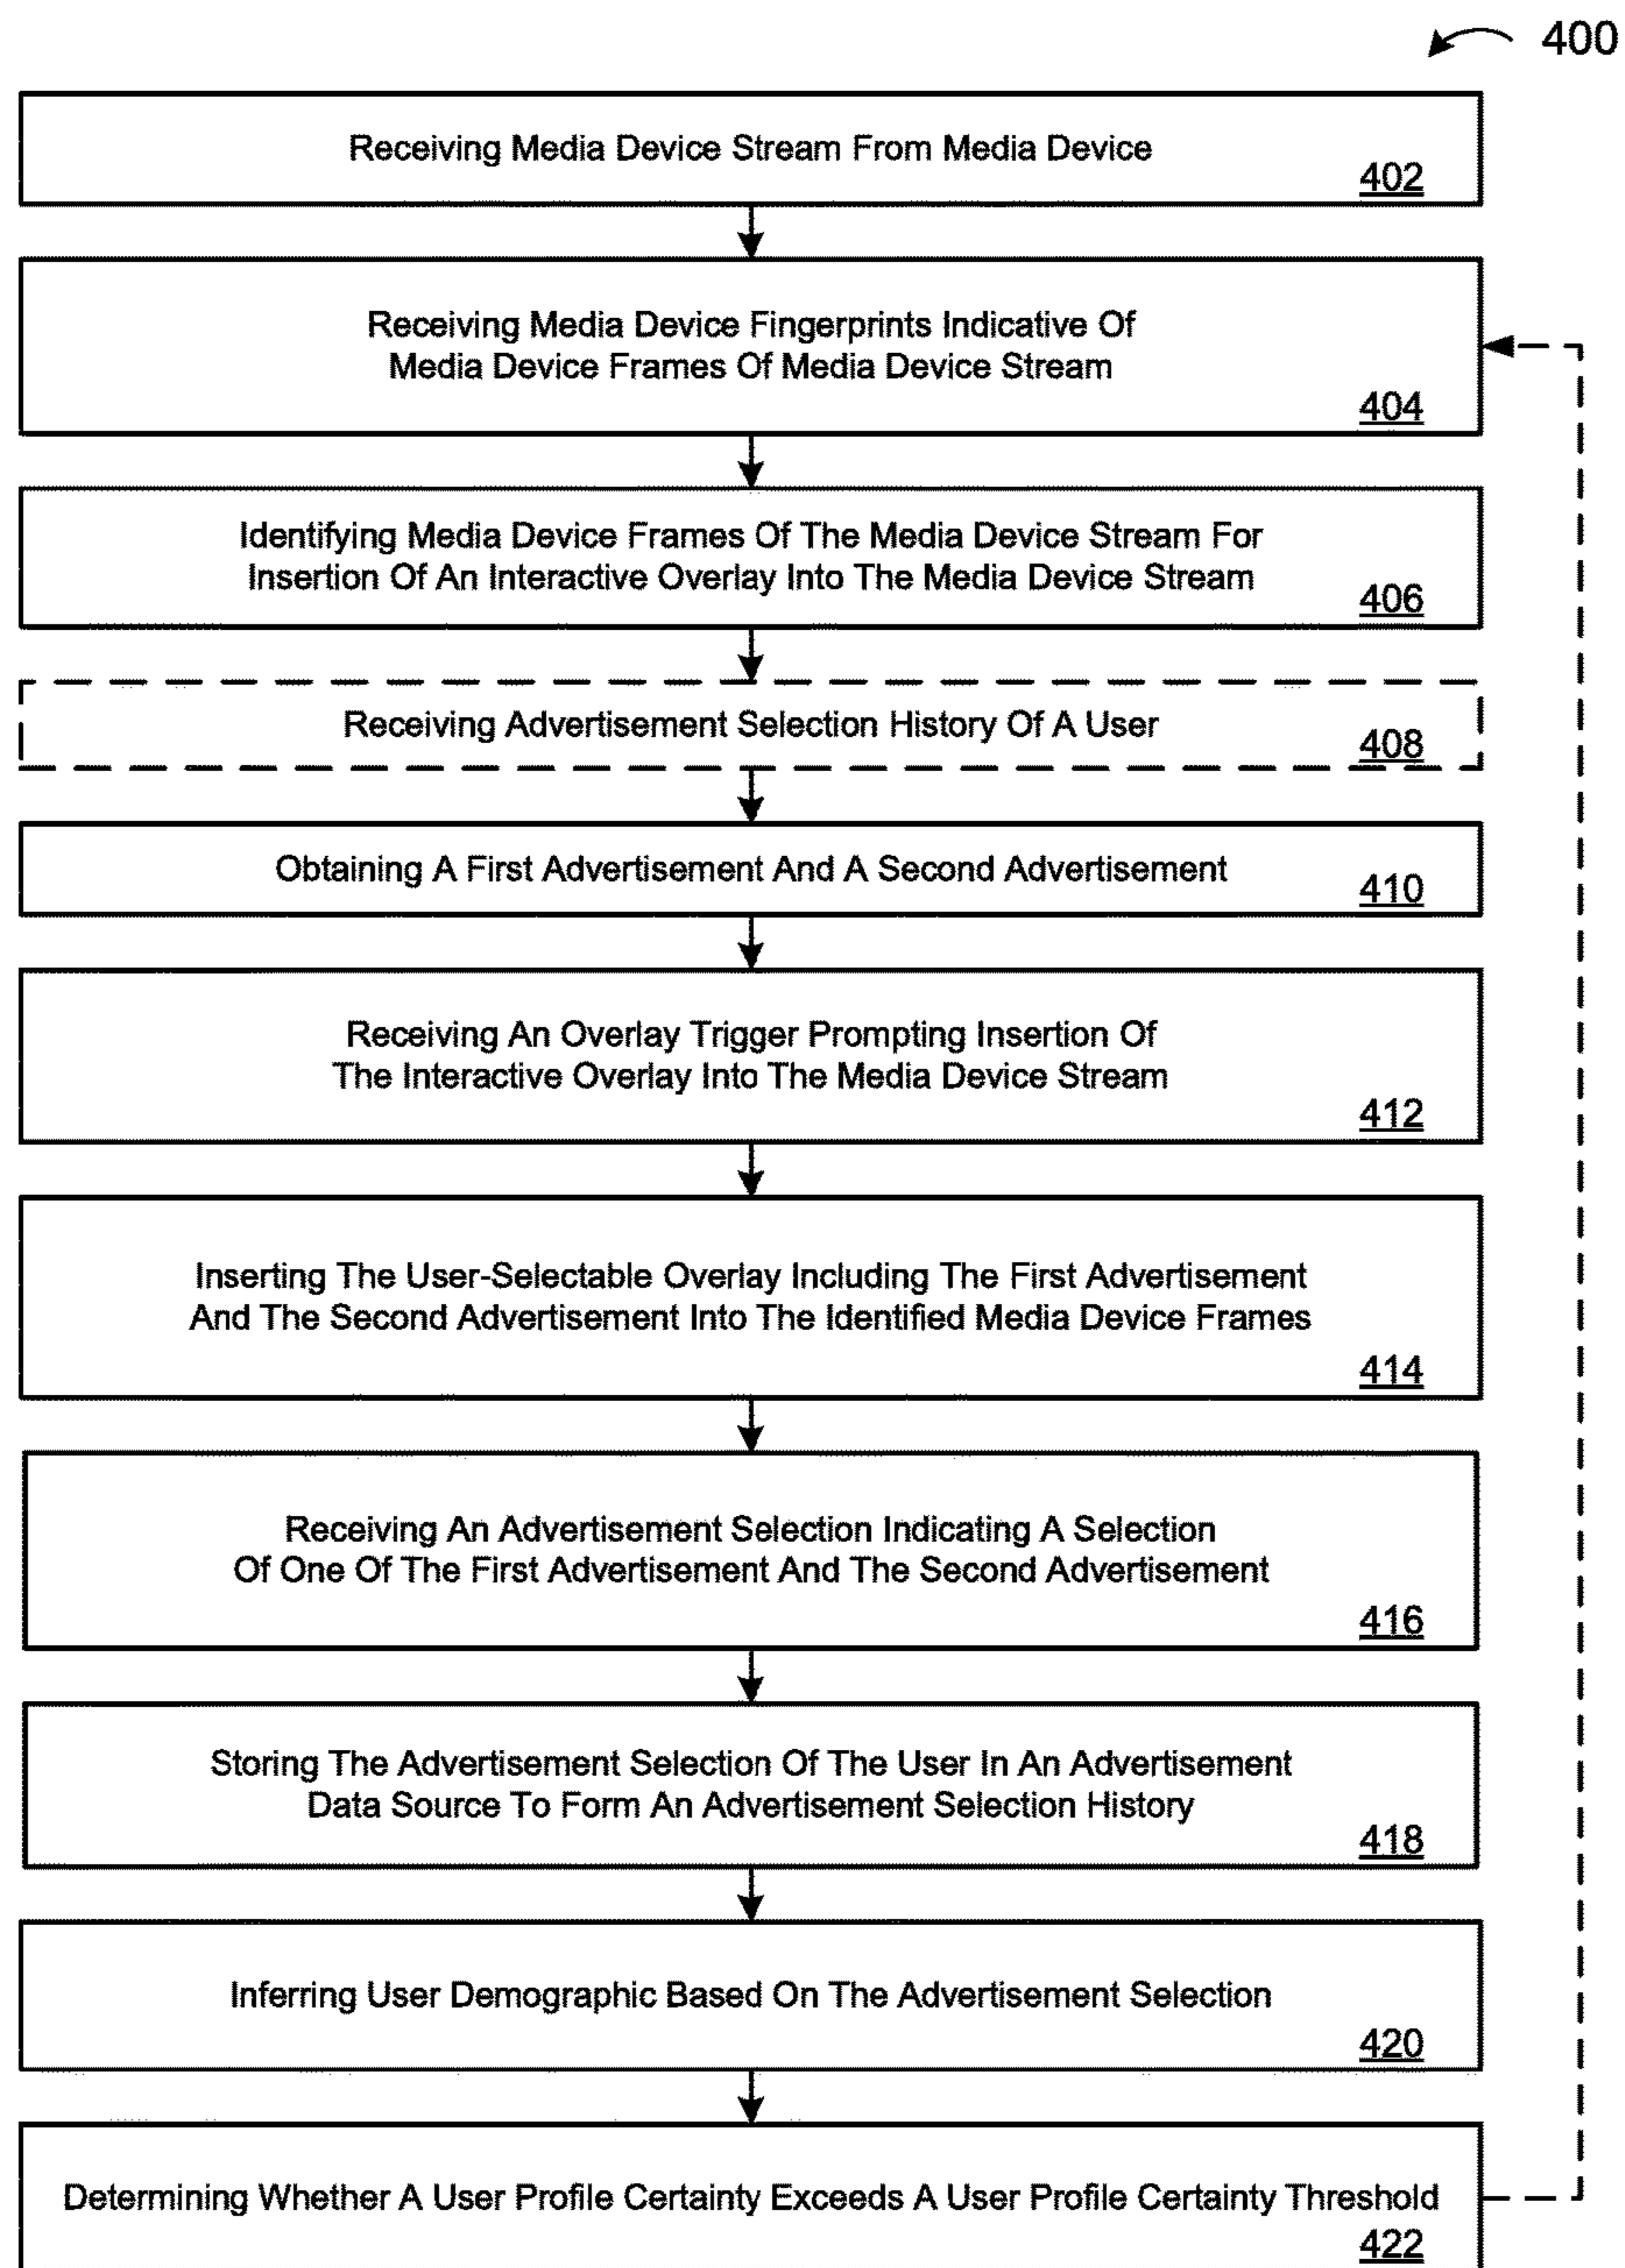 400
Receiving Media Device Stream From Media Device
402
Receiving Media Device Fingerprints Indicative Of
Media Device Frames Of Media Device Stream
404
Identifying Media Device Frames Of The Media Device Stream For
Insertion Of An Interactive Overlay Into The Media Device Stream
406
Receiving Advertisement Selection History Of A User
408
Obtaining A First Advertisement And A Second Advertisement
410
Receiving An Overlay Trigger Prompting Insertion Of
The Interactive Overlay Into The Media Device Stream
412
Inserting The User-Selectable Overlay Including The First Advertisement
And The Second Advertisement Into The Identified Media Device Frames
414
Receiving An Advertisement Selection Indicating A Selection
Of One Of The First Advertisement And The Second Advertisement
416
Storing The Advertisement Selection Of The User In An Advertisement
Data Source To Form An Advertisement Selection History
418
Inferring User Demographic Based On The Advertisement Selection
420
Determining Whether A User Profile Certainty Exceeds A User Profile Certainty Threshold
422